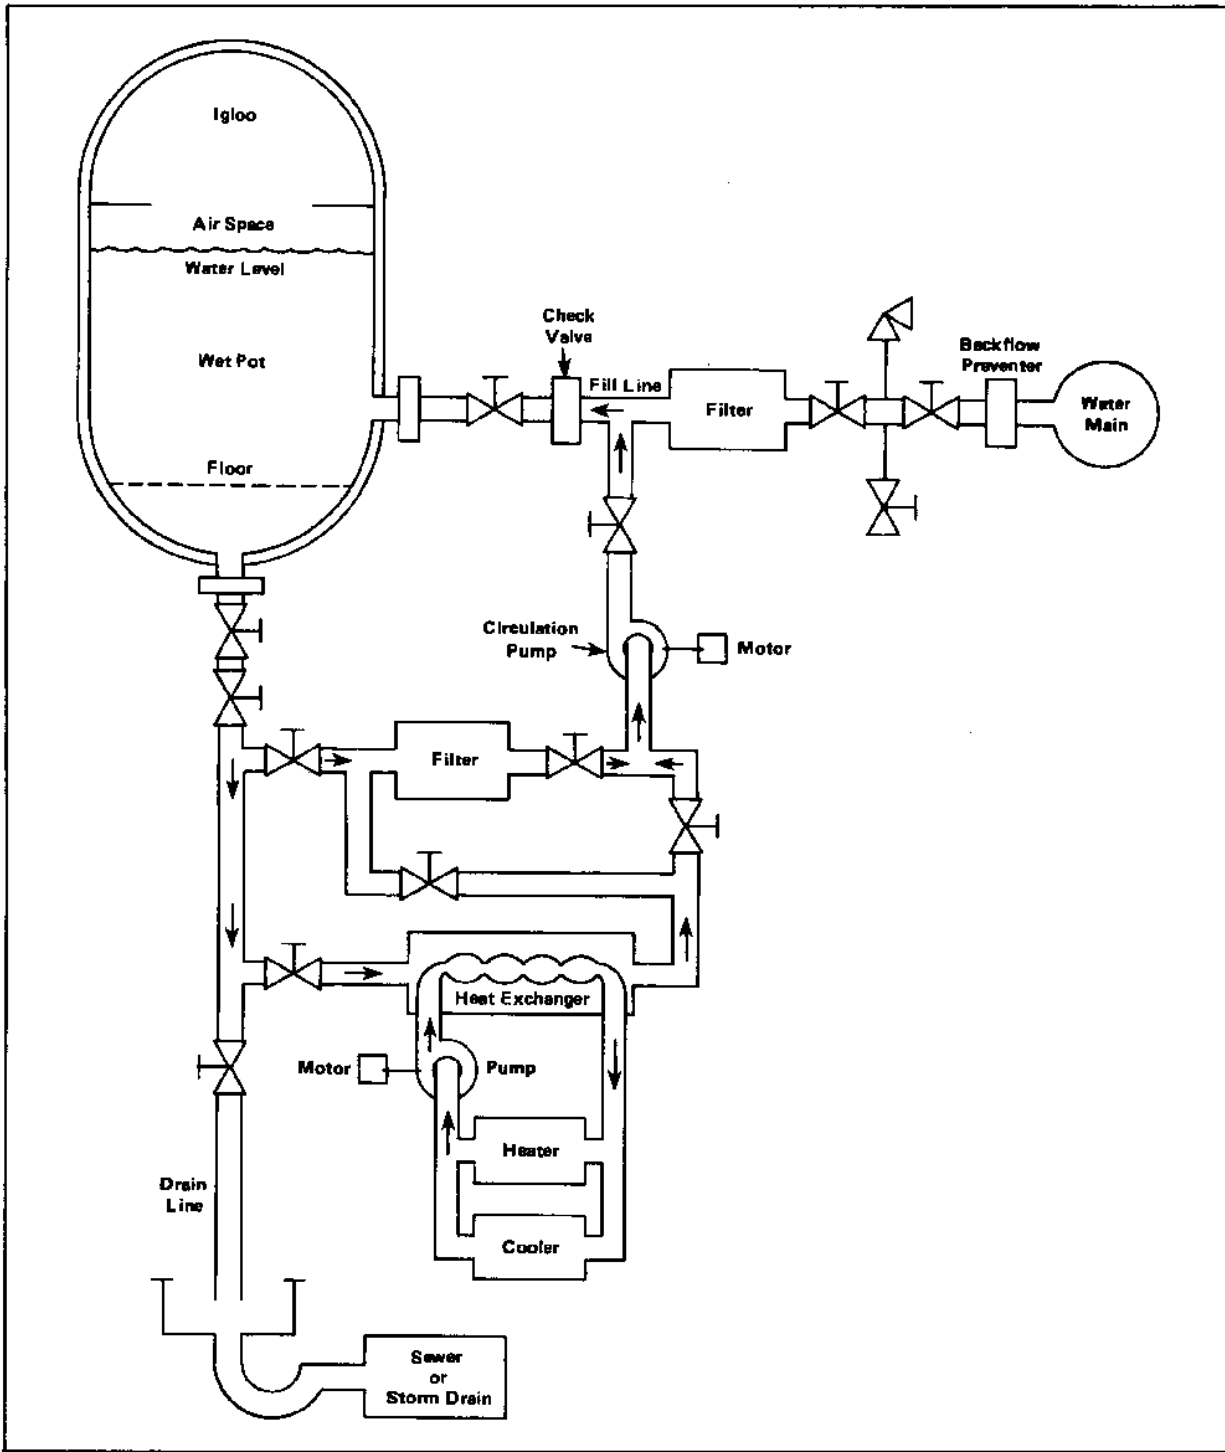 Igloo
Air Space
Water Level
Wet Pot
Floor
Check
Valve
Fill Line
Filter
Backflow
Preventer
Water
Main
Circulation
Pump
Motor
Filter
Heat Exchanger
Motor
Pump
Heater
Cooler
Drain
Line
Sewer
or
Storm Drain